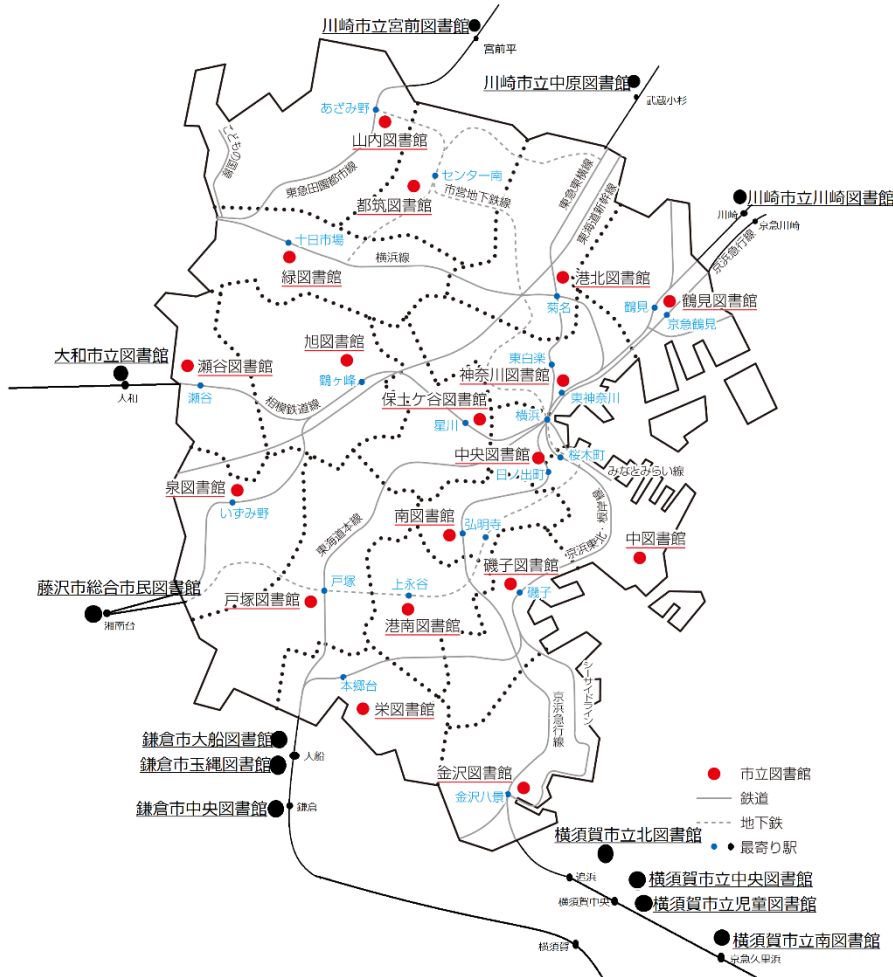 川崎市立宮前図書館
宮前平
川崎市立中原図書館
武蔵小杉
あざみ野
山内図書館
こどもの国線
東急田園都市線
センター南
市営地下鉄線
都筑図書館
東急東横線
東海道新幹線
川崎市立川崎図書館
川崎
京急川崎
京浜急行線
十日市場
緑図書館
横浜線
港北図書館
菊名
鶴見
鶴見図書館
京急鶴見
大和市立図書館
大和
瀬谷図書館
瀬谷
旭図書館
鶴ヶ峰
相模鉄道線
東白楽
神奈川図書館
東神奈川
保土ケ谷図書館
星川
横浜
中央図書館
桜木町
みなとみらい線
日ノ出町
泉図書館
いずみ野
東海道本線
南図書館
弘明寺
京浜東北・根岸線
中図書館
藤沢市総合市民図書館
湘南台
戸塚
戸塚図書館
上永谷
港南図書館
磯子図書館
磯子
本郷台
栄図書館
京浜急行線
シーサイドライン
鎌倉市大船図書館
大船
鎌倉市玉縄図書館
鎌倉市中央図書館
鎌倉
金沢図書館
金沢八景
市立図書館
鉄道
地下鉄
最寄り駅
横須賀市立北図書館
追浜
横須賀市立中央図書館
横須賀中央
横須賀市立児童図書館
横須賀市立南図書館
横須賀
京急久里浜